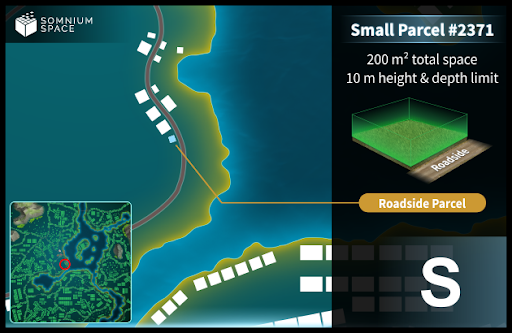 SOMNIUM
SPACE
Small Parcel #2371
200 m² total space
10 m height & depth limit
Roadside
Roadside Parcel
S